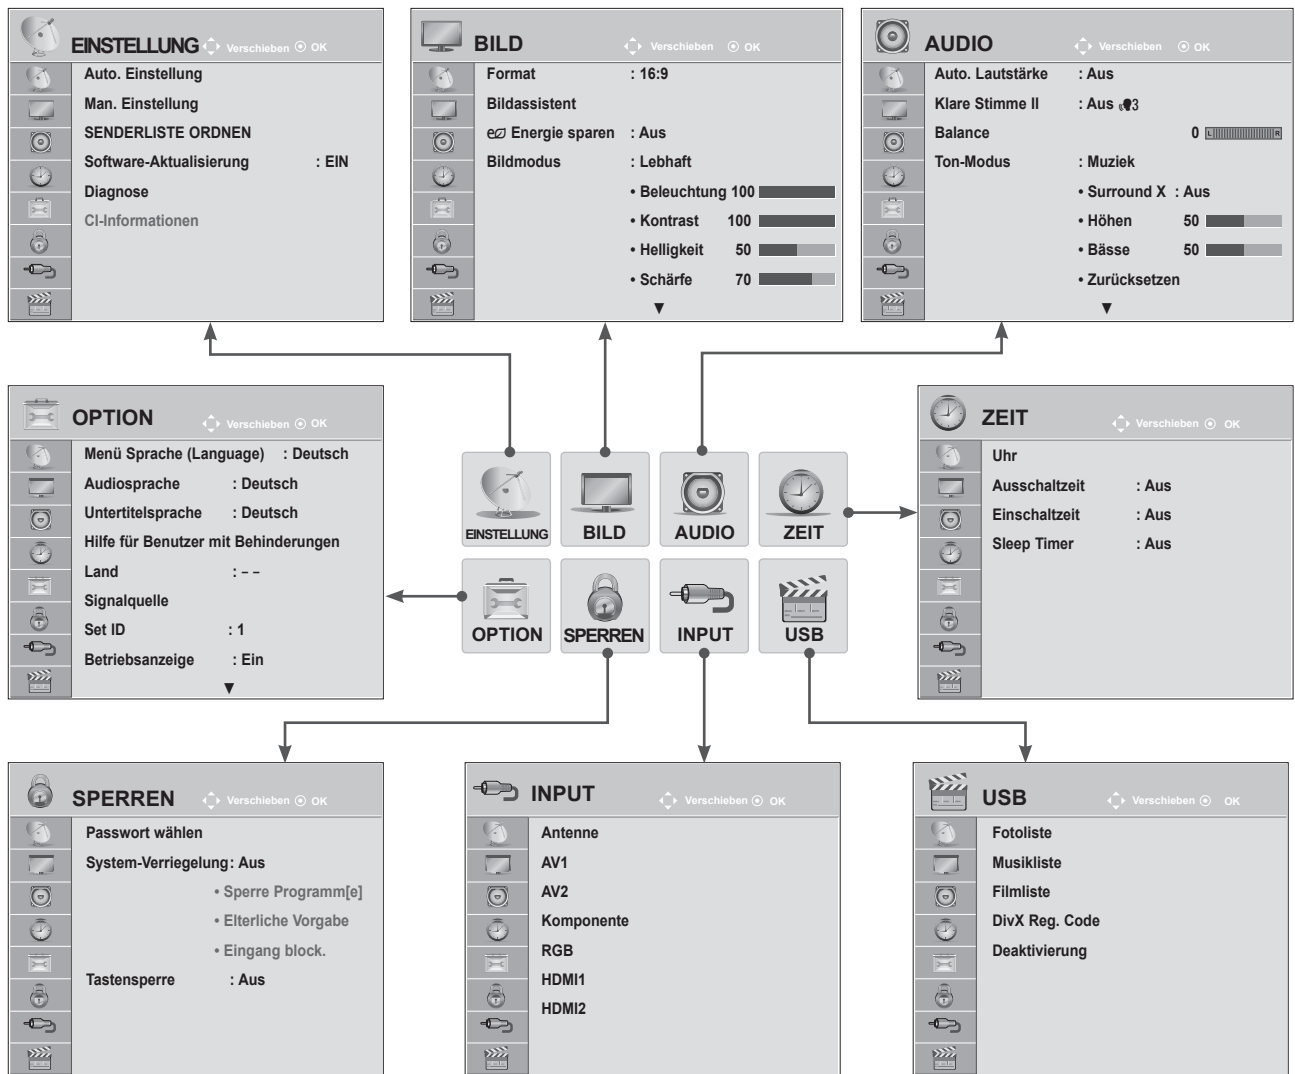 EINSTELLUNG Verschieben OK
Auto. Einstellung
Man. Einstellung
SENDERLISTE ORDNEN
Software-Aktualisierung : EIN
Diagnose
CI-Informationen
BILD Verschieben OK
Format : 16:9
Bildassistent
e Energie sparen : Aus
Bildmodus : Lebhaft
• Beleuchtung 100
• Kontrast 100
• Helligkeit 50
• Schärfe 70
▼
AUDIO Verschieben OK
Auto. Lautstärke : Aus
Klare Stimme II : Aus 3
Balance 0 L R
Ton-Modus : Muziek
• Surround X : Aus
• Höhen 50
• Bässe 50
• Zurücksetzen
▼
OPTION Verschieben OK
Menü Sprache (Language) : Deutsch
Audiosprache : Deutsch
Untertitelsprache : Deutsch
Hilfe für Benutzer mit Behinderungen
Land : – –
Signalquelle
Set ID : 1
Betriebsanzeige : Ein
▼
EINSTELLUNG
BILD
AUDIO
ZEIT
OPTION
SPERREN
INPUT
USB
ZEIT Verschieben OK
Uhr
Ausschaltzeit : Aus
Einschaltzeit : Aus
Sleep Timer : Aus
SPERREN Verschieben OK
Passwort wählen
System-Verriegelung: Aus
• Sperre Programm[e]
• Elterliche Vorgabe
• Eingang block.
Tastensperre : Aus
INPUT Verschieben OK
Antenne
AV1
AV2
Komponente
RGB
HDMI1
HDMI2
USB Verschieben OK
Fotoliste
Musikliste
Filmliste
DivX Reg. Code
Deaktivierung